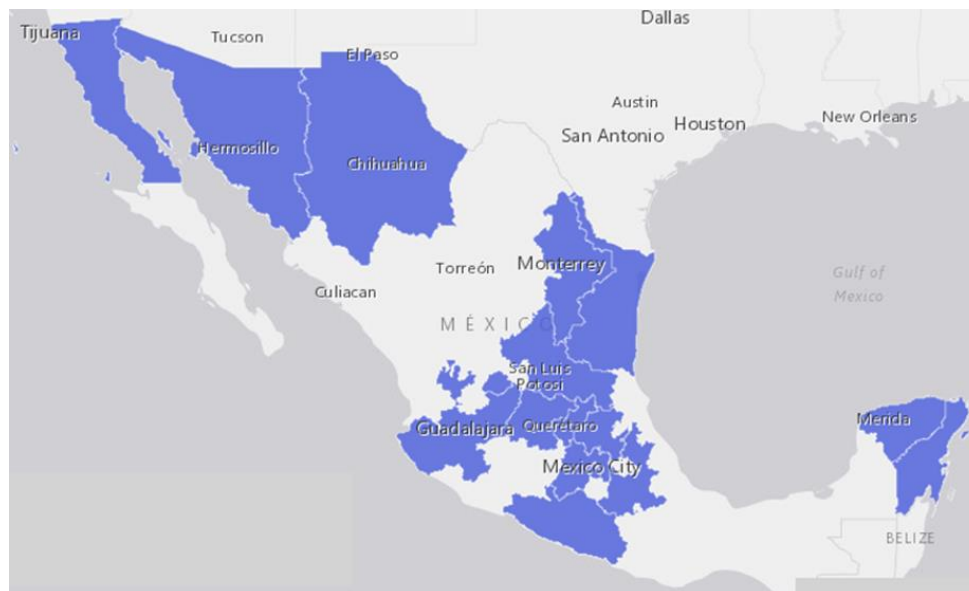 Dallas
Tijuana
Tucson
El Paso
Austin
San Antonio
Houston
New Orleans
Hermosillo
Chihuahua
Monterrey
Torreón
Culiacan
Gulf of
Mexico
MÉXICO
San Luis
Potosi
Guadalajara
Querétaro
Merida
Mexico City
BELIZE